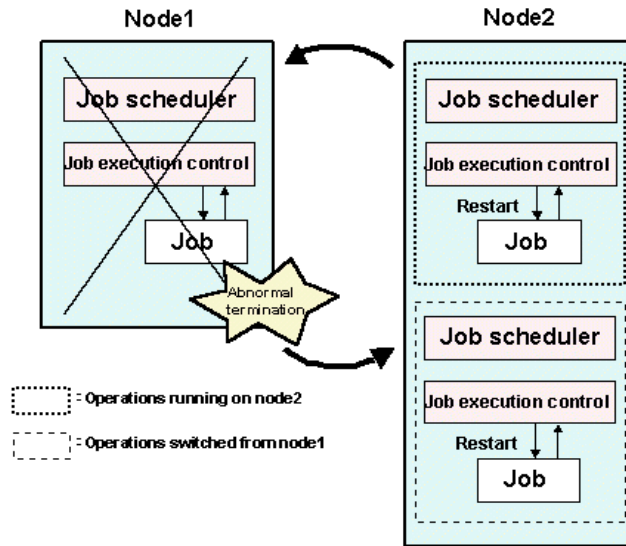 Node1
Node2
Job scheduler
Job execution control
Job
Abnormal
termination
Job scheduler
Job execution control
Restart
Job
Job scheduler
Job execution control
Restart
Job
: Operations running on node2
: Operations switched from node1